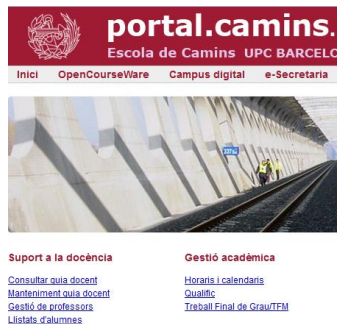 portal.camins.
Escola de Camins UPC BARCELO
Inici OpenCourseWare Campus digital e-Secretaria
Suport a la docència
Consultar guia docent
Manteniment guia docent
Gestió de professors
Llistats d'alumnes
Gestió acadèmica
Horaris i calendaris
Qualific
Treball Final de Grau/TFM